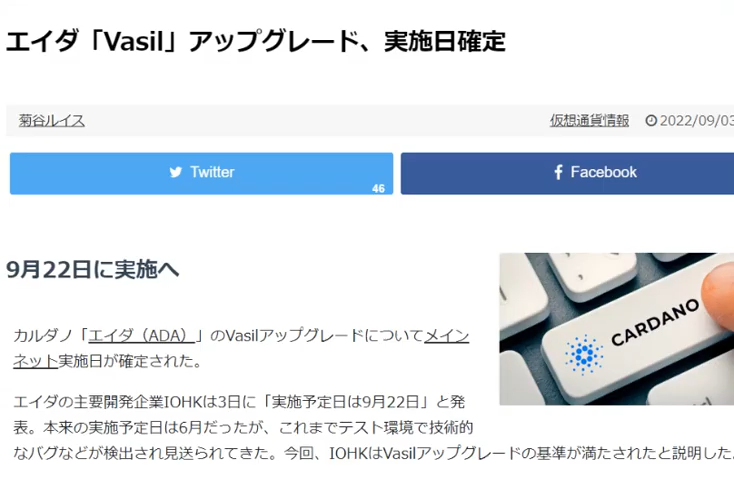 エイダ「Vasil」アップグレード、実施日確定
菊谷ルイス
仮想通貨情報 2022/09/03
Twitter
46
Facebook
9月22日に実施へ
CARDANO
カルダノ「エイダ（ADA）」のVasilアップグレードについてメイン
ネット実施日が確定された。
エイダの主要開発企業IOHKは3日に「実施予定日は9月22日」と発
表。本来の実施予定日は6月だったが、これまでテスト環境で技術的
なバグなどが検出され見送られてきた。今回、IOHKはVasilアップグレードの基準が満たされたと説明した。